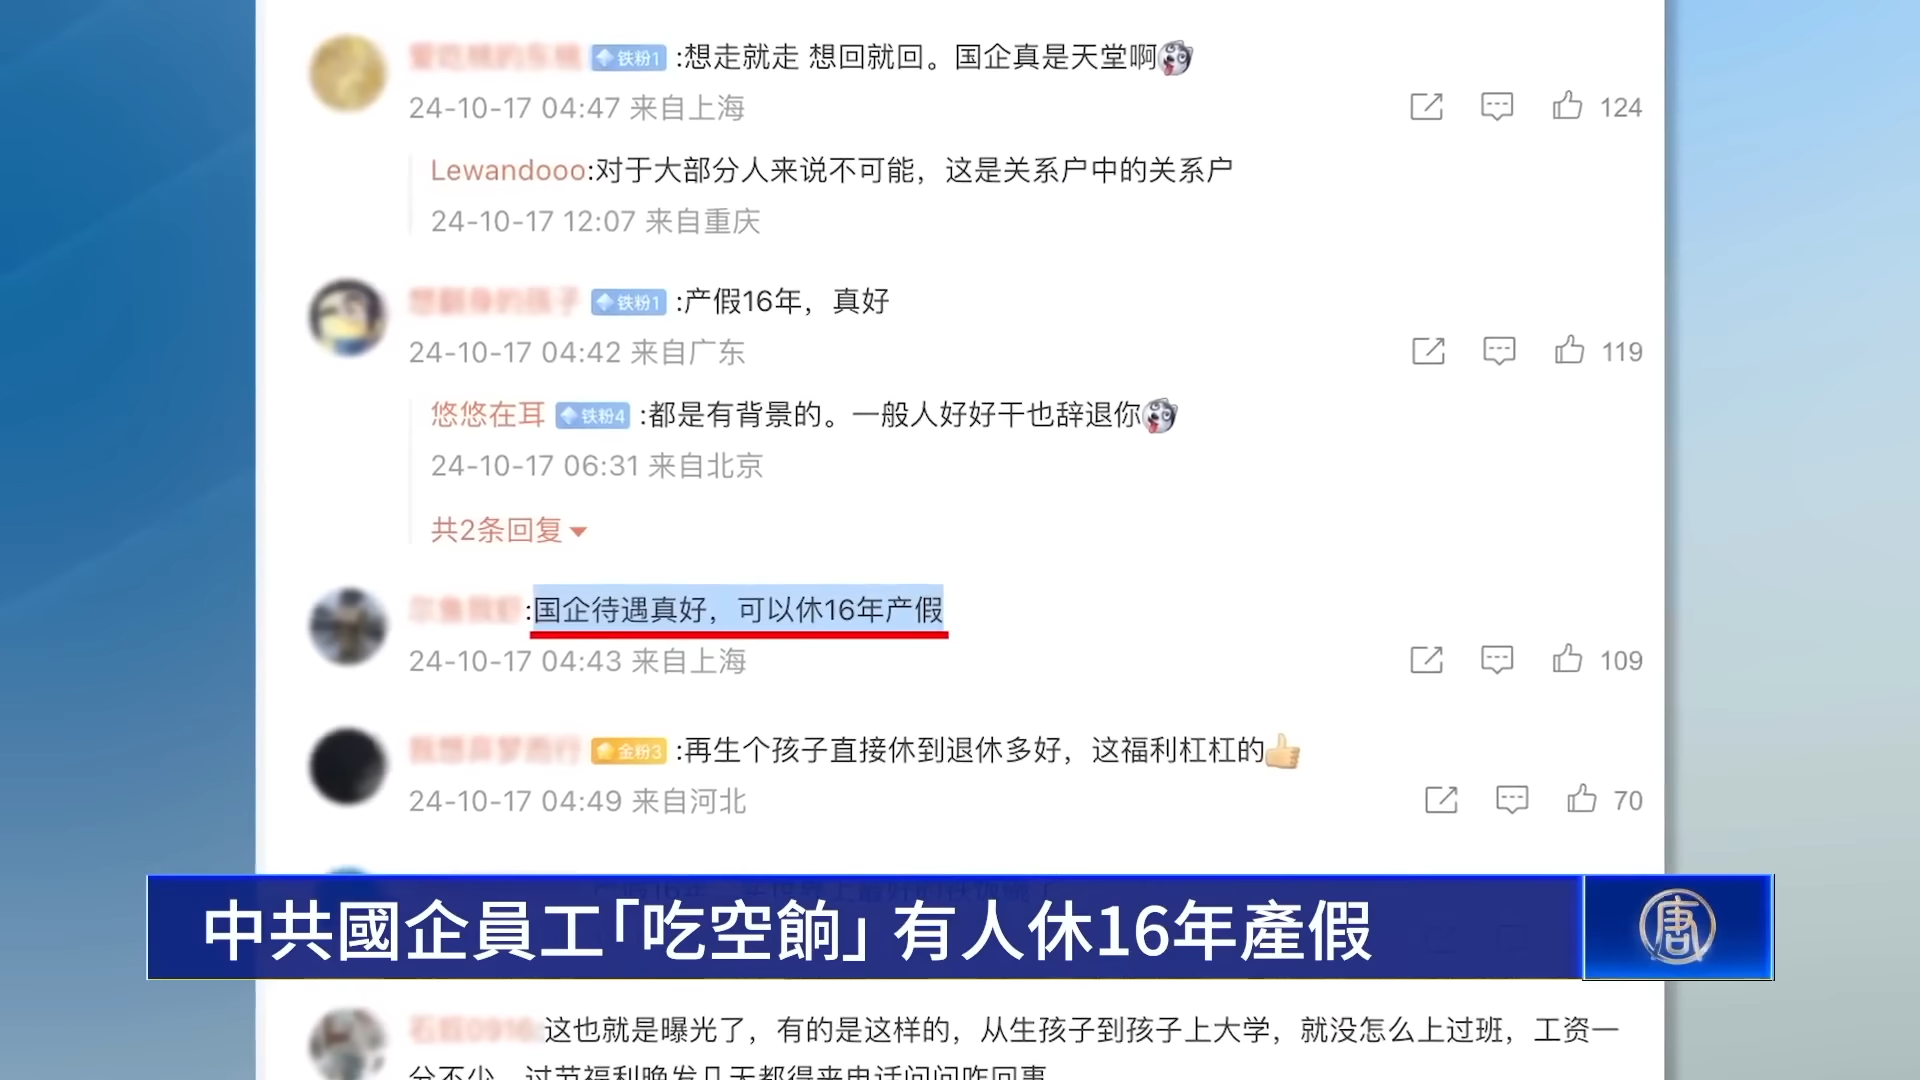 铁粉1 :想走就走 想回就回。国企真是天堂啊
24-10-17 04:47 来自上海 124
Lewandooo:对于大部分人来说不可能，这是关系户中的关系户
24-10-17 12:07 来自重庆
铁粉1 :产假16年，真好
24-10-17 04:42 来自广东 119
悠悠在耳 铁粉4 :都是有背景的。一般人好好干也辞退你
24-10-17 06:31 来自北京
共2条回复
:国企待遇真好，可以休16年产假
24-10-17 04:43 来自上海 109
金粉3 :再生个孩子直接休到退休多好，这福利杠杠的
24-10-17 04:49 来自河北 70
中共國企員工「吃空餉」有人休16年產假
唐
这也就是曝光了，有的是这样的，从生孩子到孩子上大学，就没怎么上过班，工资一